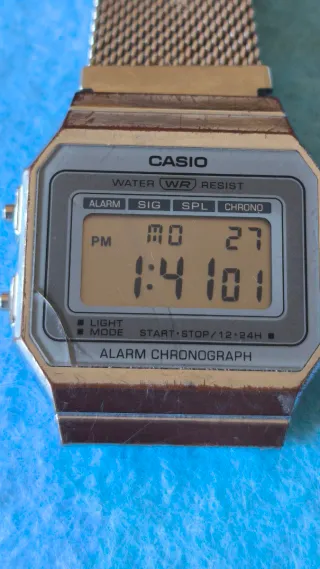 CASIO
WATER WR RESIST
ALARM SIG SPL CHRONO
PM MO 27
1:41 01
LIGHT
MODE START·STOP/12·24H
ALARM CHRONOGRAPH